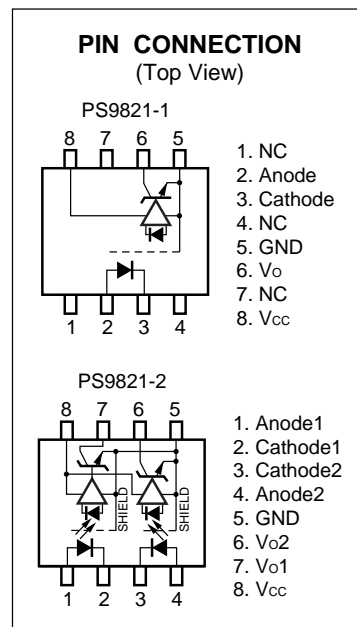 PIN CONNECTION
(Top View)
PS9821-1
8 7 6 5
1 2 3 4
1. NC
2. Anode
3. Cathode
4. NC
5. GND
6. Vo
7. NC
8. Vcc
PS9821-2
8 7 6 5
SHIELD
SHIELD
1 2 3 4
1. Anode1
2. Cathode1
3. Cathode2
4. Anode2
5. GND
6. Vo2
7. Vo1
8. Vcc